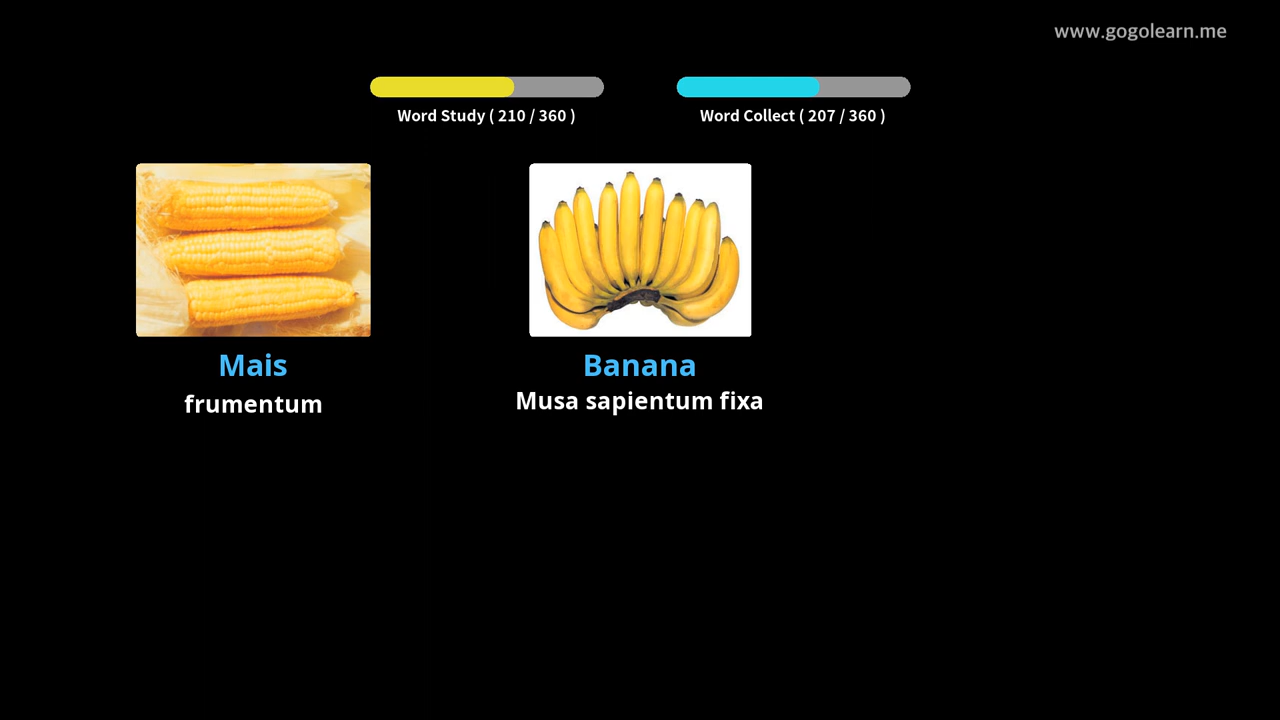 www.gogolearn.me
Word Study ( 210 / 360 )
Word Collect ( 207 / 360 )
Mais
frumentum
Banana
Musa sapientum fixa